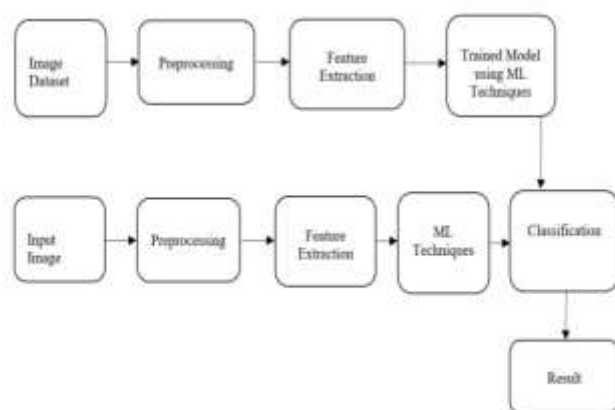 Image
Dataset
Preprocessing
Feature
Extraction
Trained Model
using ML
Techniques
Input
Image
Preprocessing
Feature
Extraction
ML
Techniques
Classification
Result